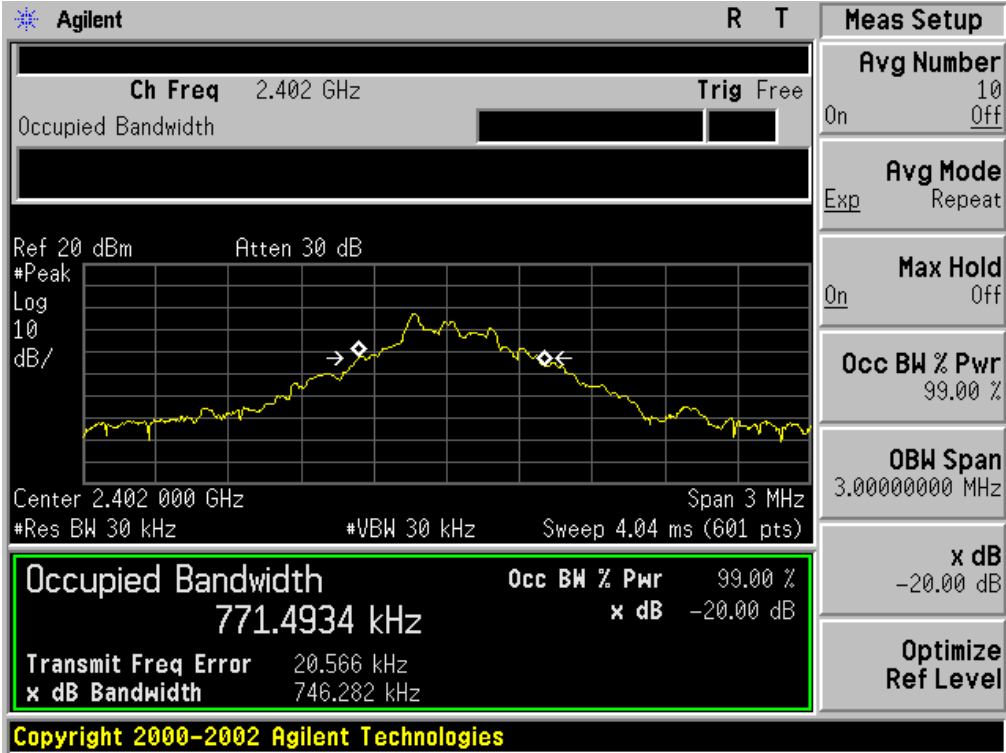 Agilent R T
Ch Freq 2.402 GHz Trig Free
Occupied Bandwidth
Ref 20 dBm Atten 30 dB
#Peak
Log
10
dB/
Center 2.402 000 GHz Span 3 MHz
#Res BW 30 kHz #VBW 30 kHz Sweep 4.04 ms (601 pts)
Occupied Bandwidth Occ BW % Pwr 99.00 %
771.4934 kHz x dB -20.00 dB
Transmit Freq Error 20.566 kHz
x dB Bandwidth 746.282 kHz
Copyright 2000-2002 Agilent Technologies
Meas Setup
Avg Number
10
On Off
Avg Mode
Exp Repeat
Max Hold
On Off
Occ BW % Pwr
99.00 %
OBW Span
3.00000000 MHz
x dB
-20.00 dB
Optimize
Ref Level